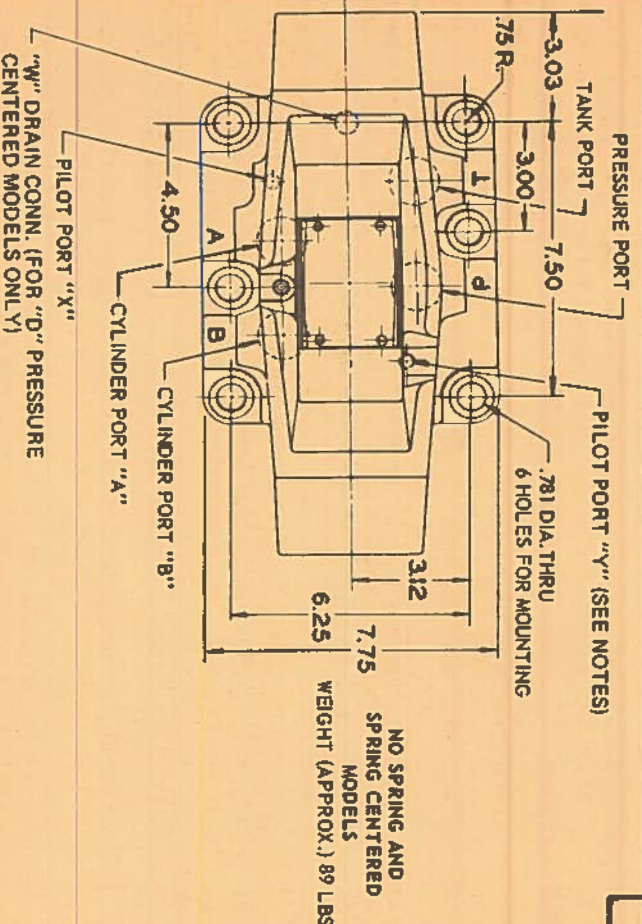 PRESSURE PORT
TANK PORT
3.03
.75 R.
3.00
7.50
PILOT PORT "Y" (SEE NOTES)
.781 DIA. THRU
6 HOLES FOR MOUNTING
T
P
A
B
4.50
3.12
6.25
7.75
NO SPRING AND
SPRING CENTERED
MODELS
WEIGHT (APPROX.) 89 LBS
CYLINDER PORT "B"
CYLINDER PORT "A"
PILOT PORT "X"
"W" DRAIN CONN. (FOR "D" PRESSURE
CENTERED MODELS ONLY)